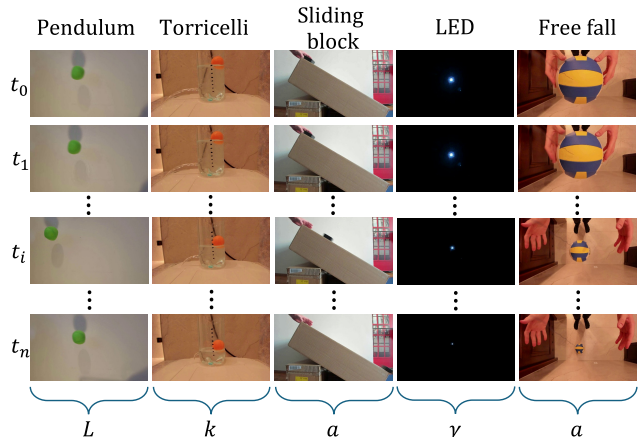 Pendulum Torricelli Sliding block LED Free fall
t0
t1
ti
tn
L k a γ a